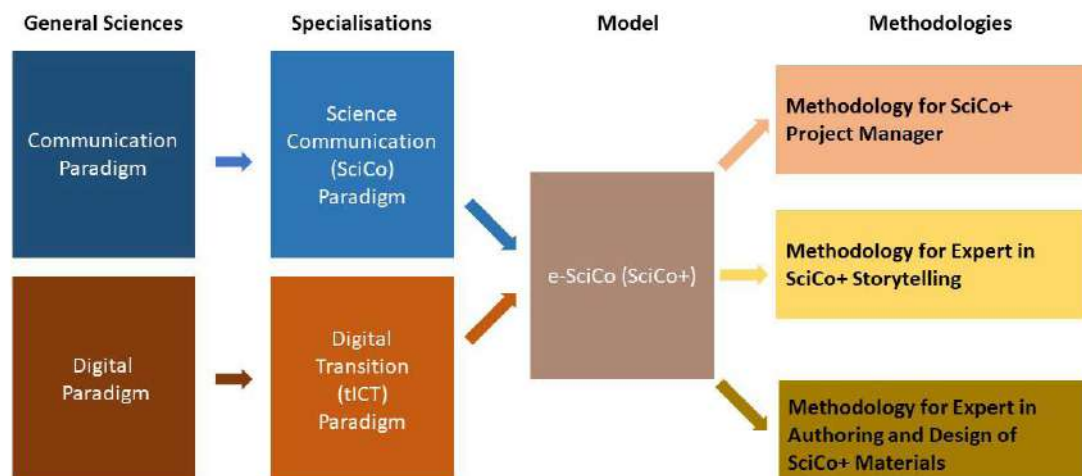 General Sciences
Specialisations
Model
Methodologies
Communication
Paradigm
Science
Communication
(SciCo)
Paradigm
Digital
Paradigm
Digital
Transition
(tICT)
Paradigm
e-SciCo (SciCo+)
Methodology for SciCo+
Project Manager
Methodology for Expert in
SciCo+ Storytelling
Methodology for Expert in
Authoring and Design of
SciCo+ Materials